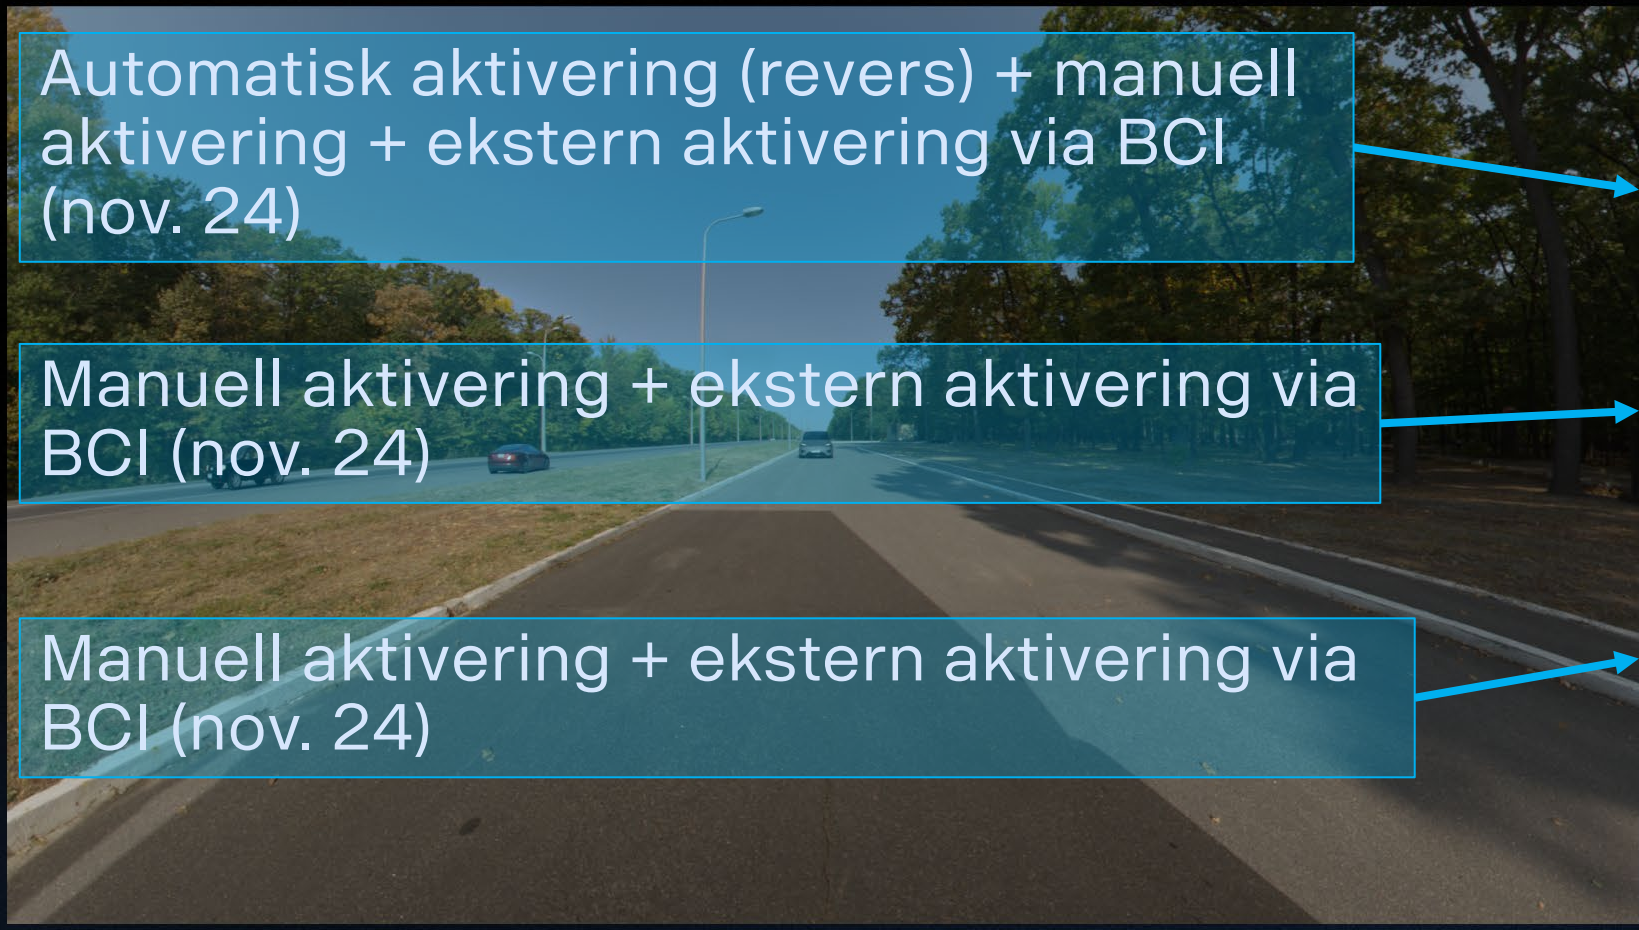 Automatisk aktivering (revers) + manuell
aktivering + ekstern aktivering via BCI
(nov. 24)
Manuell aktivering + ekstern aktivering via
BCI (nov. 24)
Manuell aktivering + ekstern aktivering via
BCI (nov. 24)